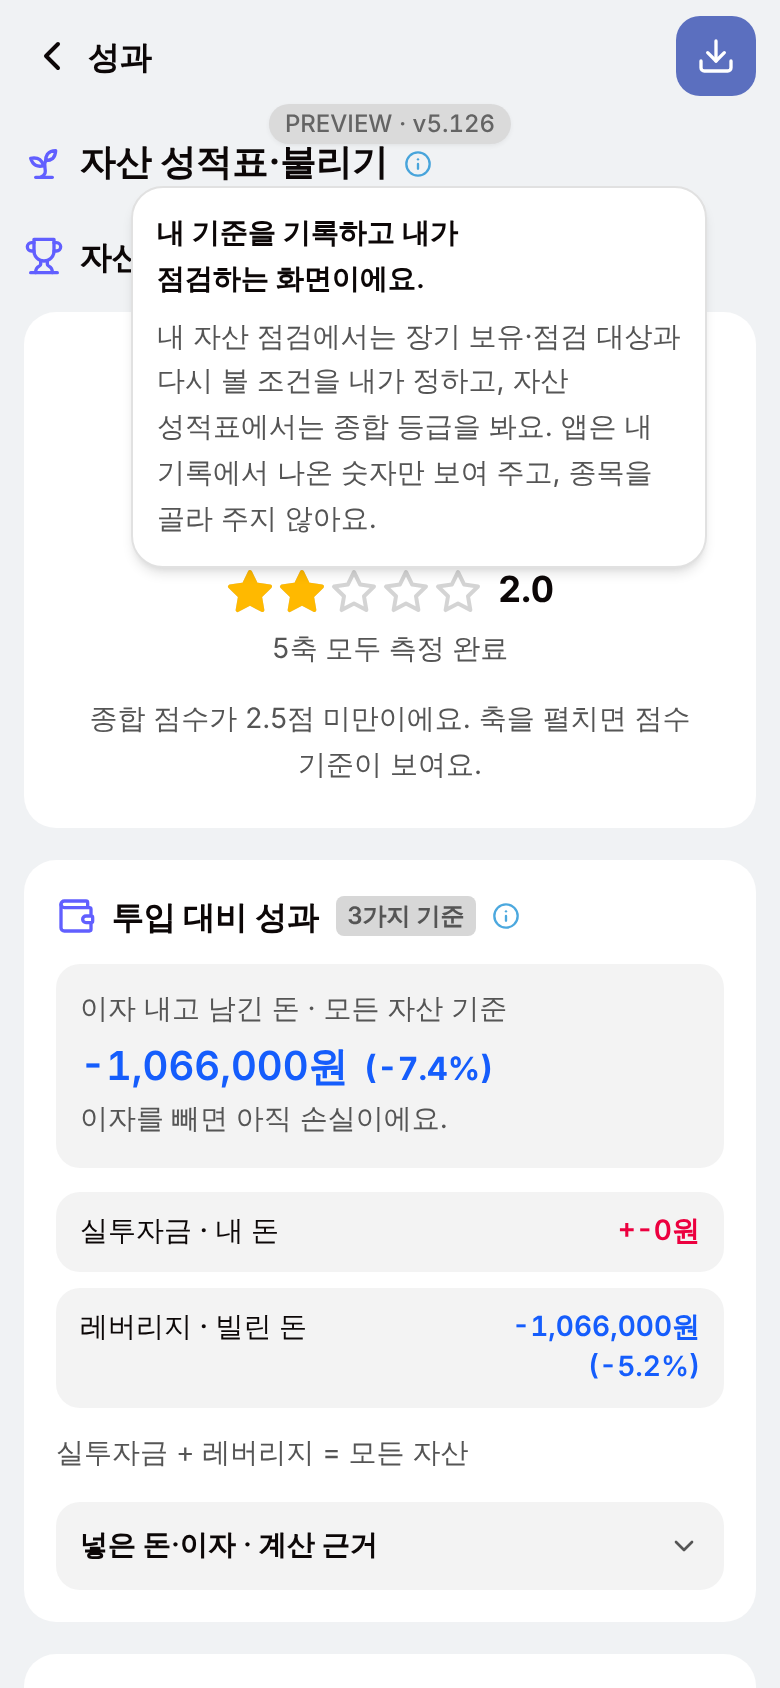 성과
PREVIEW · v5.126
자산 성적표·불리기
내 기준을 기록하고 내가
점검하는 화면이에요.
내 자산 점검에서는 장기 보유·점검 대상과
다시 볼 조건을 내가 정하고, 자산
성적표에서는 종합 등급을 봐요. 앱은 내
기록에서 나온 숫자만 보여 주고, 종목을
골라 주지 않아요.
2.0
5축 모두 측정 완료
종합 점수가 2.5점 미만이에요. 축을 펼치면 점수
기준이 보여요.
투입 대비 성과 3가지 기준
이자 내고 남긴 돈 · 모든 자산 기준
-1,066,000원 (-7.4%)
이자를 빼면 아직 손실이에요.
실투자금 · 내 돈 +-0원
레버리지 · 빌린 돈 -1,066,000원
(-5.2%)
실투자금 + 레버리지 = 모든 자산
넣은 돈·이자 · 계산 근거